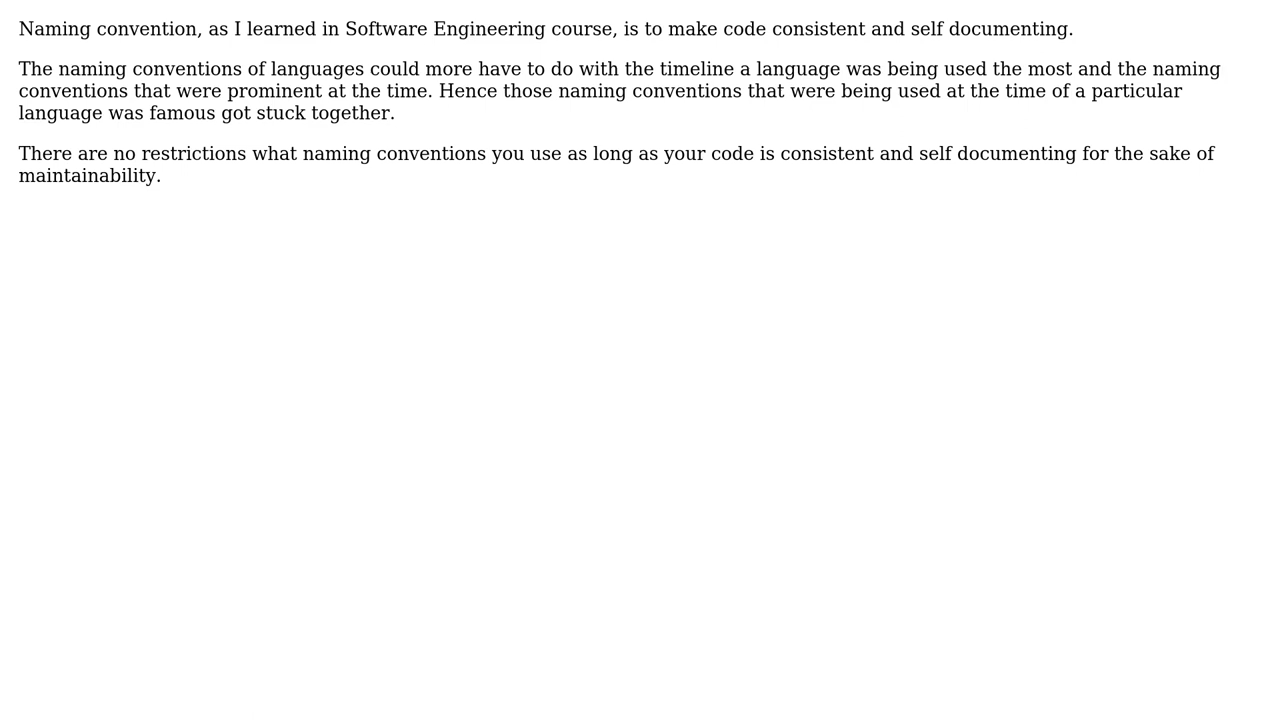 Naming convention, as I learned in Software Engineering course, is to make code consistent and self documenting.
The naming conventions of languages could more have to do with the timeline a language was being used the most and the naming
conventions that were prominent at the time. Hence those naming conventions that were being used at the time of a particular
language was famous got stuck together.
There are no restrictions what naming conventions you use as long as your code is consistent and self documenting for the sake of
maintainability.